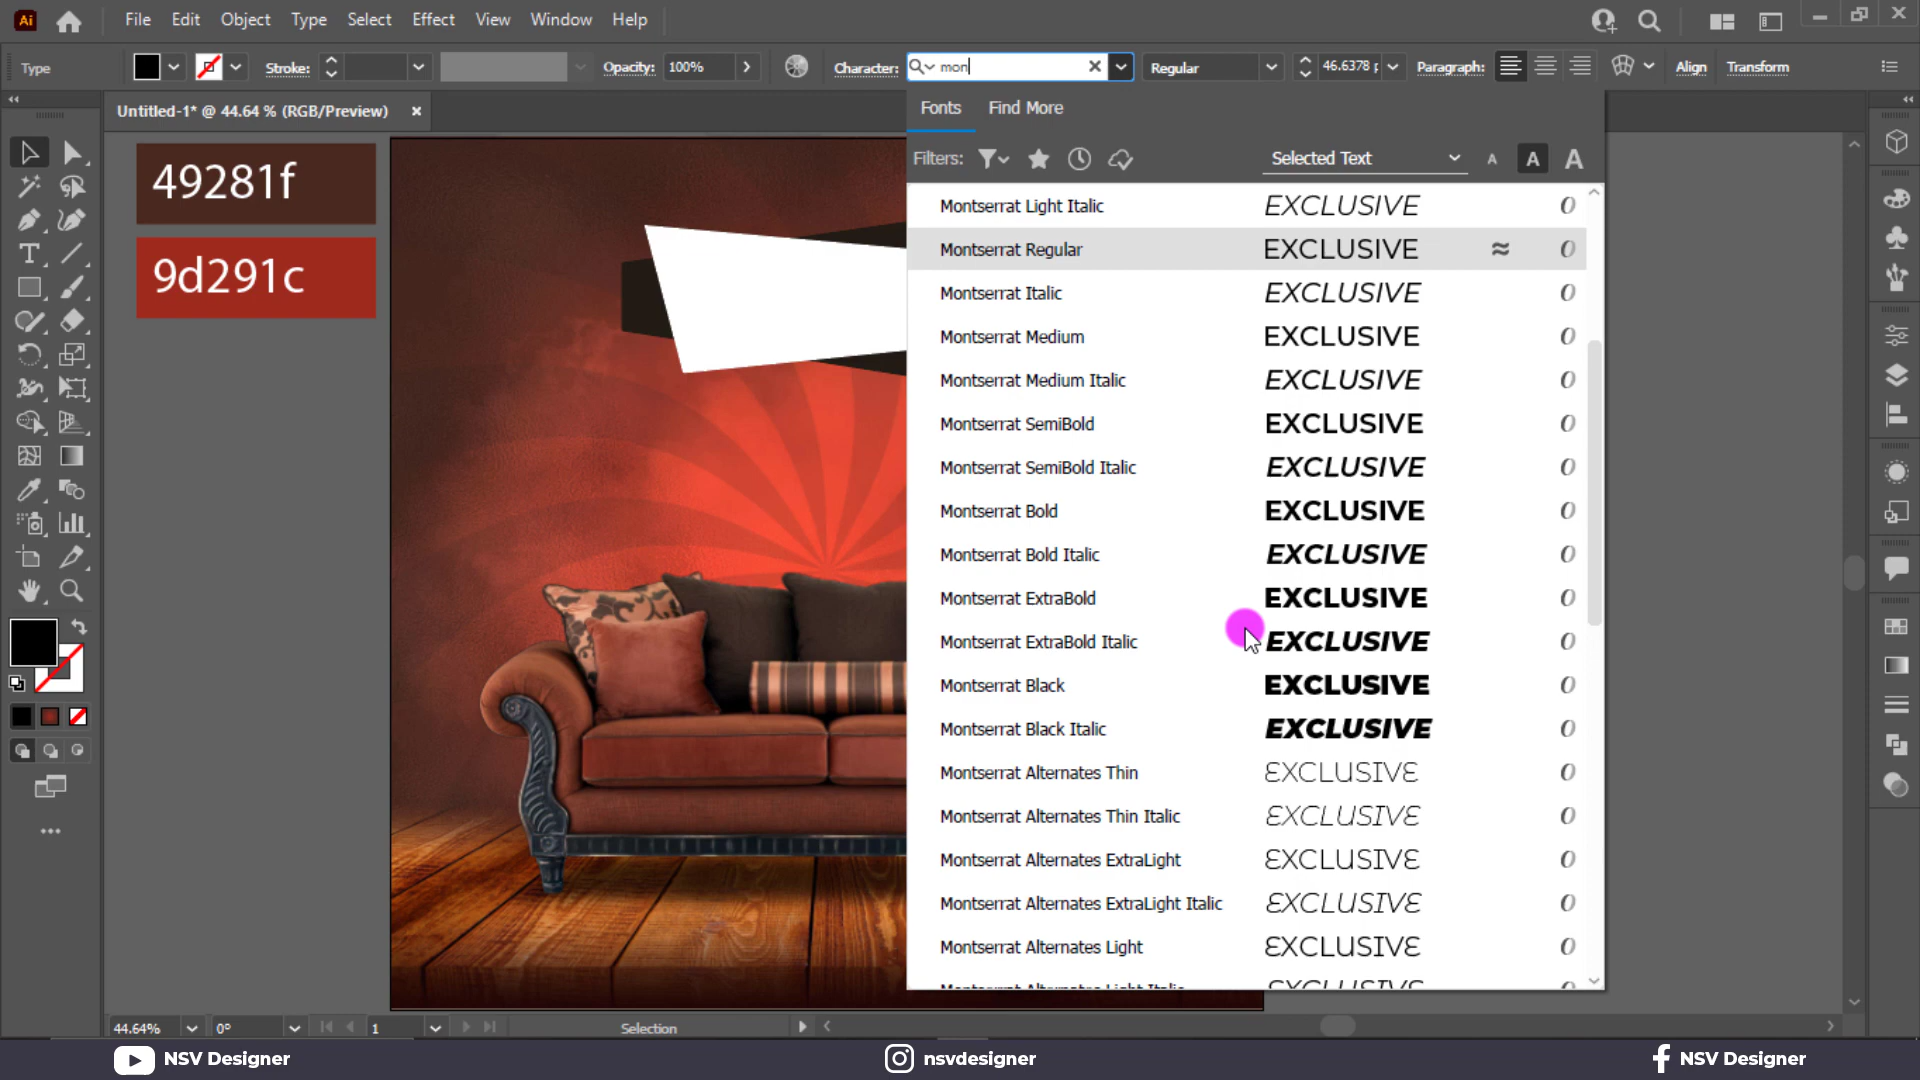 Ai File Edit Object Type Select Effect View Window Help
Type Stroke: Opacity: 100% Character: mon Regular 46.6378 Paragraph: Align Transform
Untitled-1* @ 44.64 % (RGB/Preview)
49281f
9d291c
Fonts Find More
Filters: Selected Text A A A
Montserrat Light Italic EXCLUSIVE
Montserrat Regular EXCLUSIVE
Montserrat Italic EXCLUSIVE
Montserrat Medium EXCLUSIVE
Montserrat Medium Italic EXCLUSIVE
Montserrat SemiBold EXCLUSIVE
Montserrat SemiBold Italic EXCLUSIVE
Montserrat Bold EXCLUSIVE
Montserrat Bold Italic EXCLUSIVE
Montserrat ExtraBold EXCLUSIVE
Montserrat ExtraBold Italic EXCLUSIVE
Montserrat Black EXCLUSIVE
Montserrat Black Italic EXCLUSIVE
Montserrat Alternates Thin EXCLUSIVE
Montserrat Alternates Thin Italic EXCLUSIVE
Montserrat Alternates ExtraLight EXCLUSIVE
Montserrat Alternates ExtraLight Italic EXCLUSIVE
Montserrat Alternates Light EXCLUSIVE
Montserrat Alternates Light Italic EXCLUSIVE
44.64% 0° 1 Selection
NSV Designer nsvdesigner NSV Designer